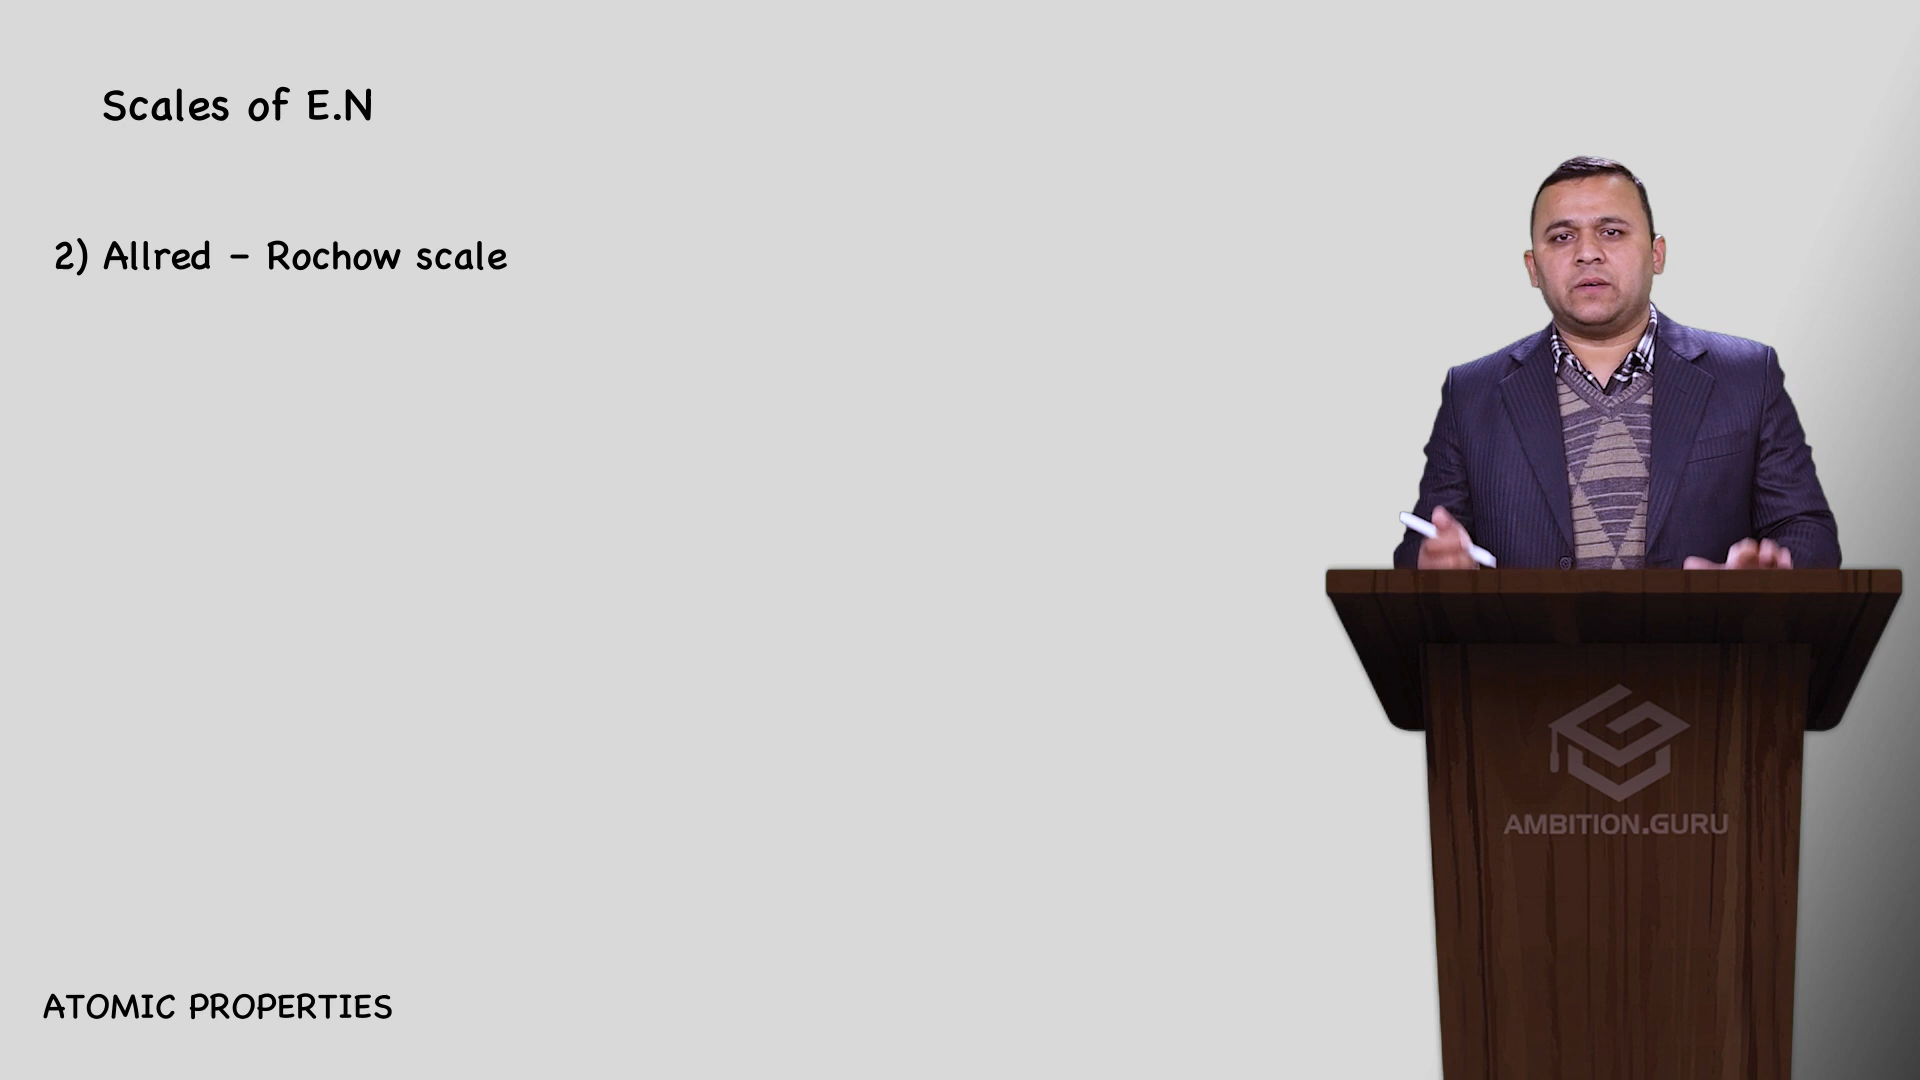 Scales of E.N
2) Allred - Rochow scale
AMBITION.GURU
ATOMIC PROPERTIES